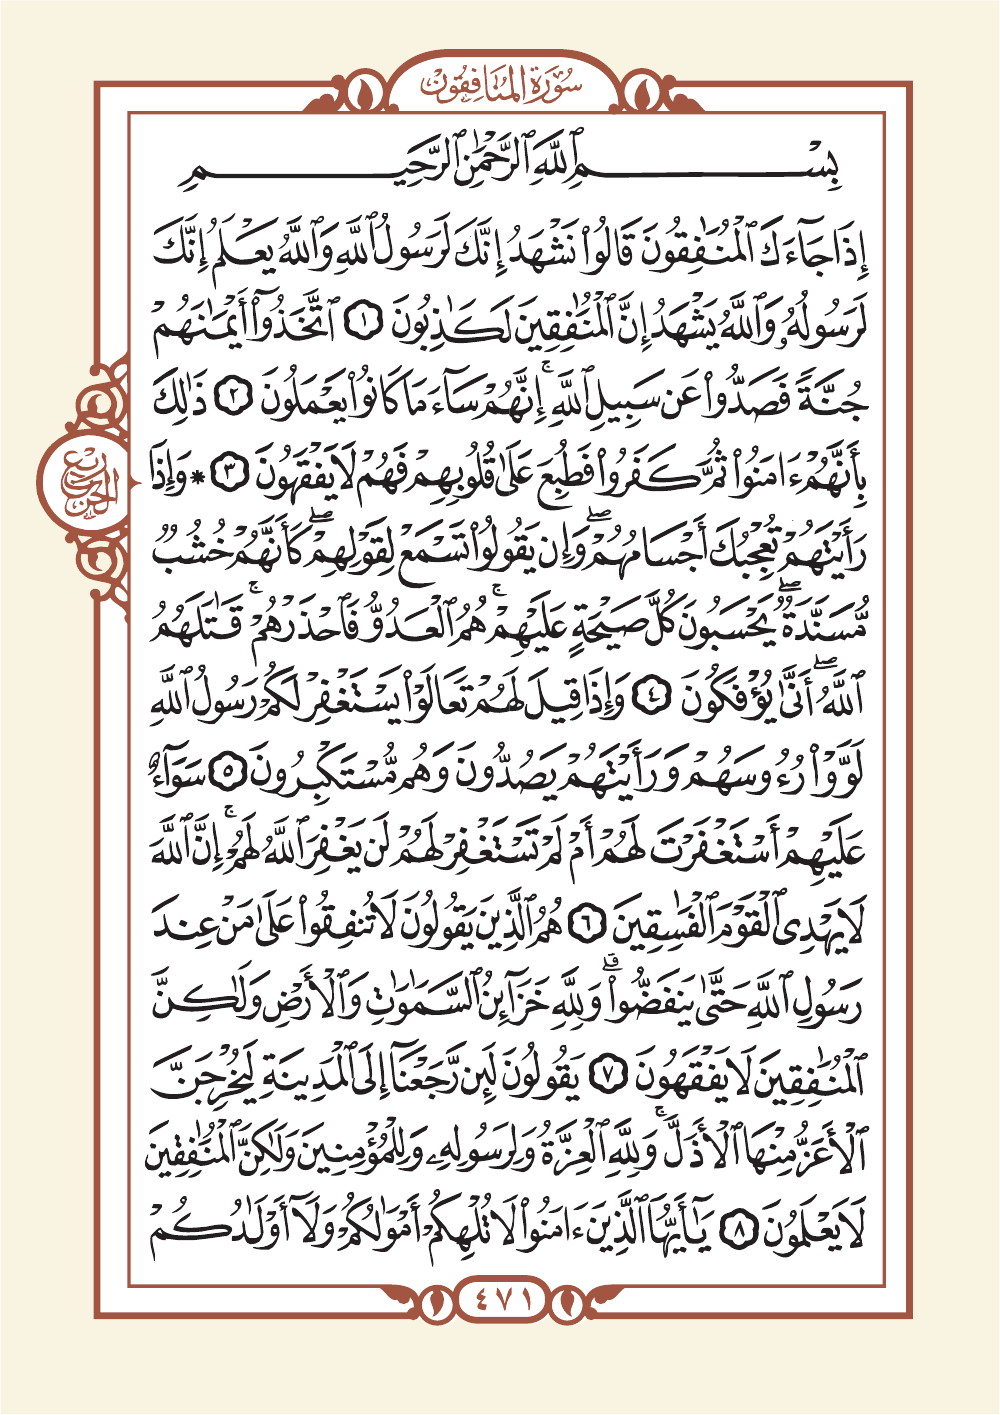 سُورَةُ المُنَافِقُونَ
بِسْمِ ٱللَّهِ ٱلرَّحْمَٰنِ ٱلرَّحِيمِ
إِذَا جَآءَكَ ٱلْمُنَٰفِقُونَ قَالُوا۟ نَشْهَدُ إِنَّكَ لَرَسُولُ ٱللَّهِ وَٱللَّهُ يَعْلَمُ إِنَّكَ
لَرَسُولُهُۥ وَٱللَّهُ يَشْهَدُ إِنَّ ٱلْمُنَٰفِقِينَ لَكَٰذِبُونَ ١ ٱتَّخَذُوٓا۟ أَيْمَٰنَهُمْ
جُنَّةً فَصَدُّوا۟ عَن سَبِيلِ ٱللَّهِ ۚ إِنَّهُمْ سَآءَ مَا كَانُوا۟ يَعْمَلُونَ ٢ ذَٰلِكَ
بِأَنَّهُمْ ءَامَنُوا۟ ثُمَّ كَفَرُوا۟ فَطُبِعَ عَلَىٰ قُلُوبِهِمْ فَهُمْ لَا يَفْقَهُونَ ٣ * وَإِذَا
الحزب
ربع
رَأَيْتَهُمْ تُعْجِبُكَ أَجْسَامُهُمْ ۖ وَإِن يَقُولُوا۟ تَسْمَعْ لِقَوْلِهِمْ ۖ كَأَنَّهُمْ خُشُبٌ
مُّسَنَّدَةٌ ۖ يَحْسَبُونَ كُلَّ صَيْحَةٍ عَلَيْهِمْ ۚ هُمُ ٱلْعَدُوُّ فَٱحْذَرْهُمْ ۚ قَٰتَلَهُمُ
ٱللَّهُ ۖ أَنَّىٰ يُؤْفَكُونَ ٤ وَإِذَا قِيلَ لَهُمْ تَعَالَوْا۟ يَسْتَغْفِرْ لَكُمْ رَسُولُ ٱللَّهِ
لَوَّوْا۟ رُءُوسَهُمْ وَرَأَيْتَهُمْ يَصُدُّونَ وَهُم مُّسْتَكْبِرُونَ ٥ سَوَآءٌ
عَلَيْهِمْ أَسْتَغْفَرْتَ لَهُمْ أَمْ لَمْ تَسْتَغْفِرْ لَهُمْ لَن يَغْفِرَ ٱللَّهُ لَهُمْ ۚ إِنَّ ٱللَّهَ
لَا يَهْدِى ٱلْقَوْمَ ٱلْفَٰسِقِينَ ٦ هُمُ ٱلَّذِينَ يَقُولُونَ لَا تُنفِقُوا۟ عَلَىٰ مَنْ عِندَ
رَسُولِ ٱللَّهِ حَتَّىٰ يَنفَضُّوا۟ ۗ وَلِلَّهِ خَزَآئِنُ ٱلسَّمَٰوَٰتِ وَٱلْأَرْضِ وَلَٰكِنَّ
ٱلْمُنَٰفِقِينَ لَا يَفْقَهُونَ ٧ يَقُولُونَ لَئِن رَّجَعْنَآ إِلَى ٱلْمَدِينَةِ لَيُخْرِجَنَّ
ٱلْأَعَزُّ مِنْهَا ٱلْأَذَلَّ ۚ وَلِلَّهِ ٱلْعِزَّةُ وَلِرَسُولِهِۦ وَلِلْمُؤْمِنِينَ وَلَٰكِنَّ ٱلْمُنَٰفِقِينَ
لَا يَعْلَمُونَ ٨ يَٰٓأَيُّهَا ٱلَّذِينَ ءَامَنُوا۟ لَا تُلْهِكُمْ أَمْوَٰلُكُمْ وَلَآ أَوْلَٰدُكُمْ
٤٧١